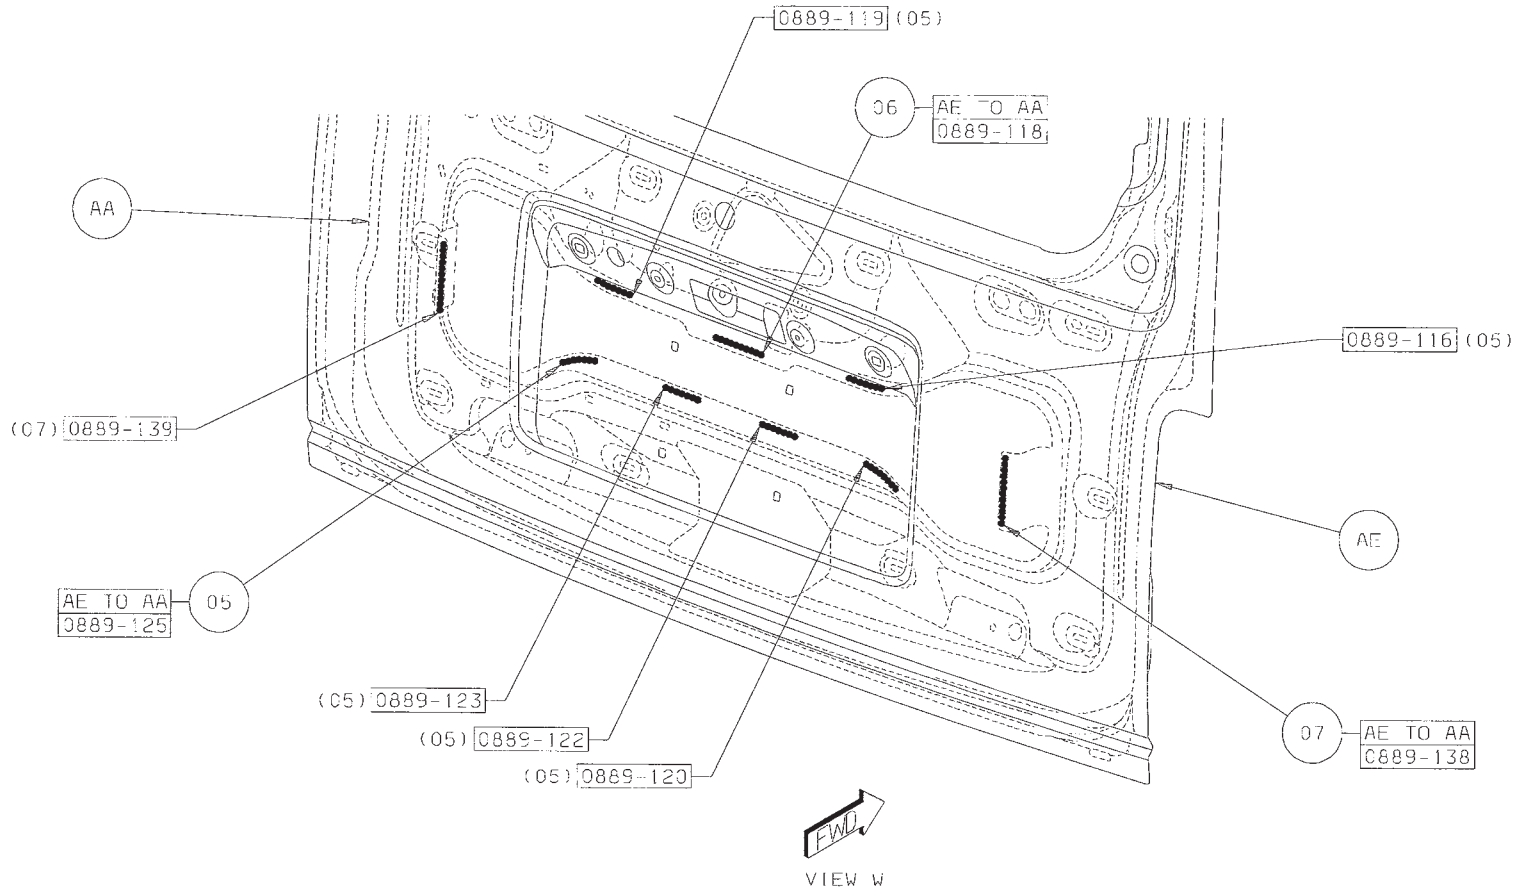 0889-119 (05)
06
AE TO AA
0889-118
AA
0889-116 (05)
(07) 0889-139
AE
05
AE TO AA
0889-125
(05) 0889-123
(05) 0889-122
(05) 0889-120
07
AE TO AA
0889-138
FWD
VIEW W